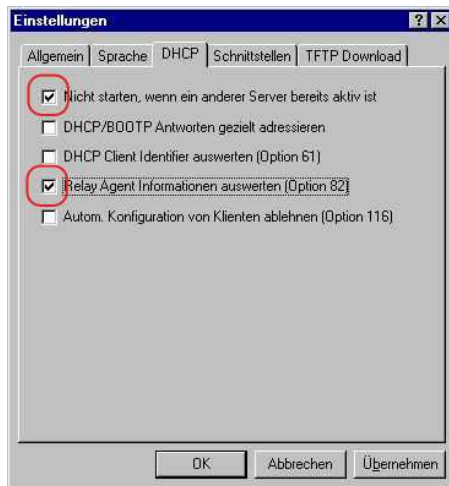 Einstellungen
Allgemein Sprache DHCP Schnittstellen TFTP Download
Nicht starten, wenn ein anderer Server bereits aktiv ist
DHCP/BOOTP Antworten gezielt adressieren
DHCP Client Identifier auswerten (Option 61)
Relay Agent Informationen auswerten (Option 82)
Autom. Konfiguration von Klienten ablehnen (Option 116)
OK Abbrechen Übernehmen